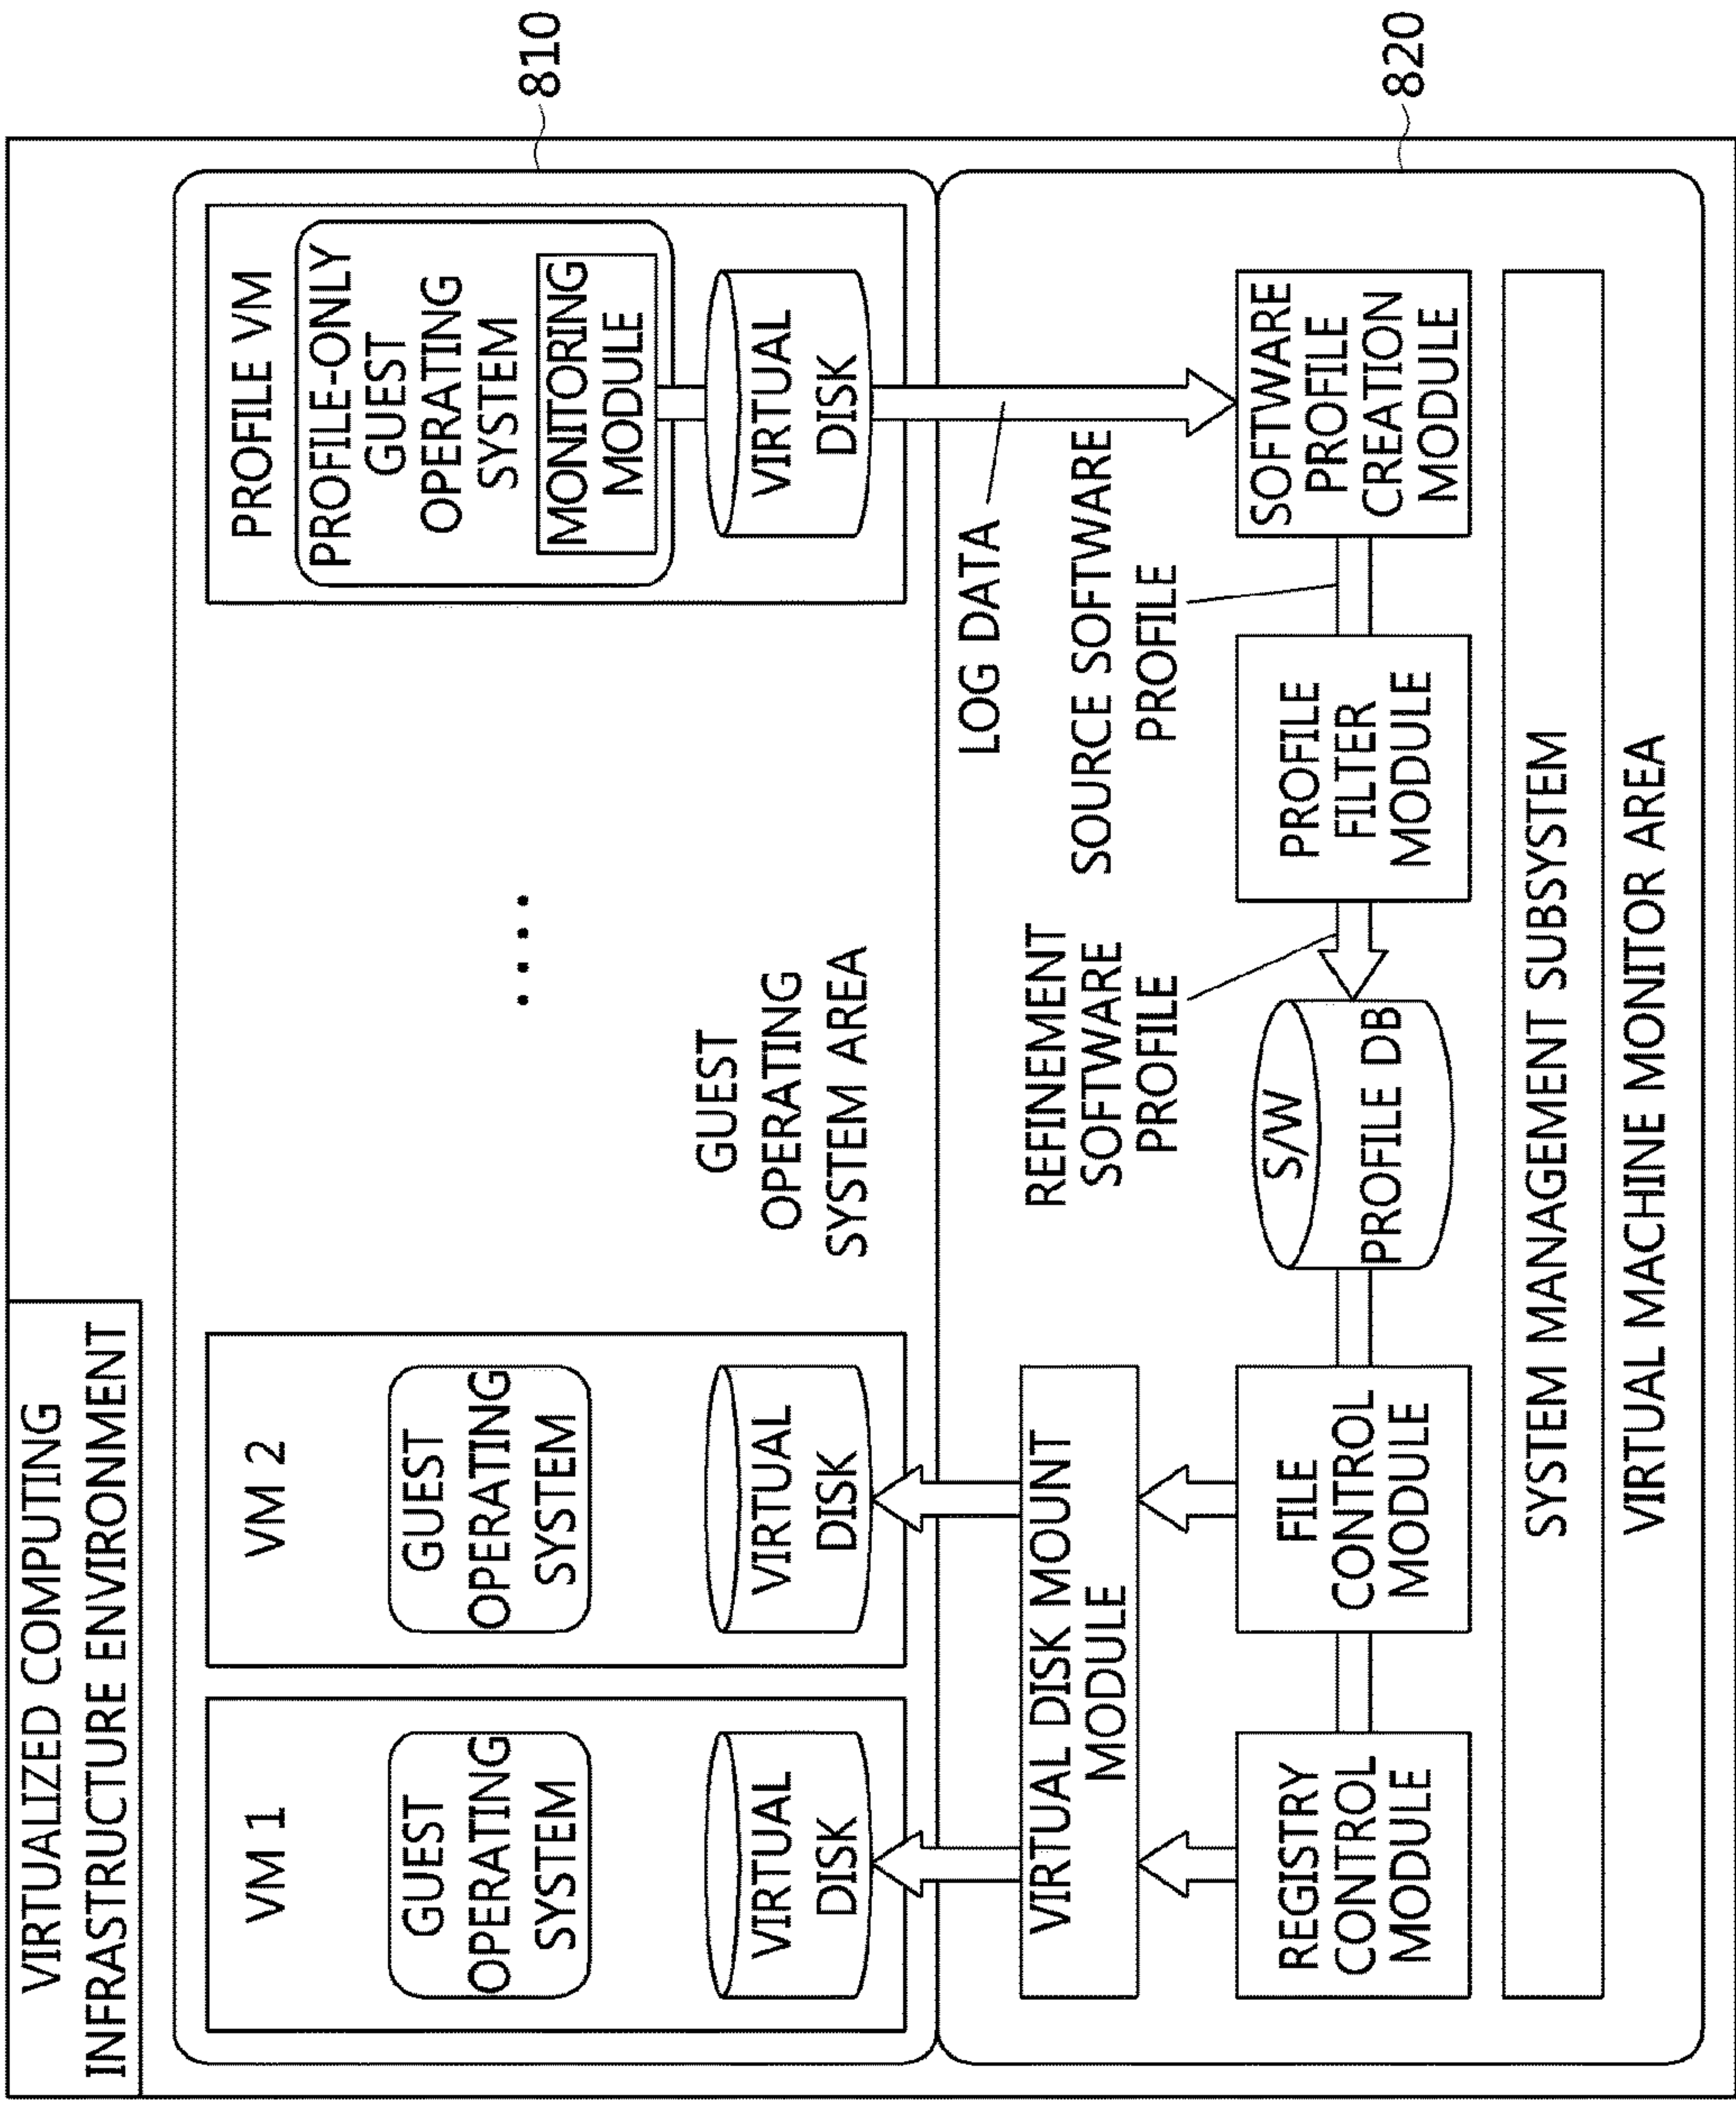 VIRTUALIZED COMPUTING
INFRASTRUCTURE ENVIRONMENT
VM 1
GUEST
OPERATING
SYSTEM
VIRTUAL
DISK
VM 2
GUEST
OPERATING
SYSTEM
VIRTUAL
DISK
....
GUEST
OPERATING
SYSTEM AREA
PROFILE VM
PROFILE-ONLY
GUEST
OPERATING
SYSTEM
MONITORING
MODULE
VIRTUAL
DISK
810
VIRTUAL DISK MOUNT
MODULE
REGISTRY
CONTROL
MODULE
FILE
CONTROL
MODULE
REFINEMENT
SOFTWARE
PROFILE
S/W
PROFILE DB
LOG DATA
SOURCE SOFTWARE
PROFILE
PROFILE
FILTER
MODULE
SOFTWARE
PROFILE
CREATION
MODULE
SYSTEM MANAGEMENT SUBSYSTEM
VIRTUAL MACHINE MONITOR AREA
820